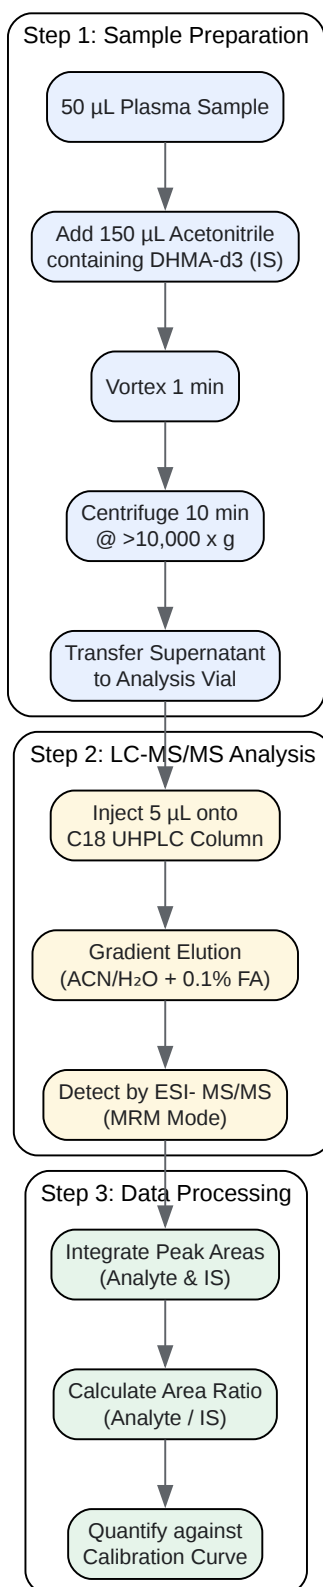 Step 1: Sample Preparation
50 µL Plasma Sample
Add 150 µL Acetonitrile
containing DHMA-d3 (IS)
Vortex 1 min
Centrifuge 10 min
@ >10,000 x g
Transfer Supernatant
to Analysis Vial
Step 2: LC-MS/MS Analysis
Inject 5 µL onto
C18 UHPLC Column
Gradient Elution
(ACN/H₂O + 0.1% FA)
Detect by ESI- MS/MS
(MRM Mode)
Step 3: Data Processing
Integrate Peak Areas
(Analyte & IS)
Calculate Area Ratio
(Analyte / IS)
Quantify against
Calibration Curve